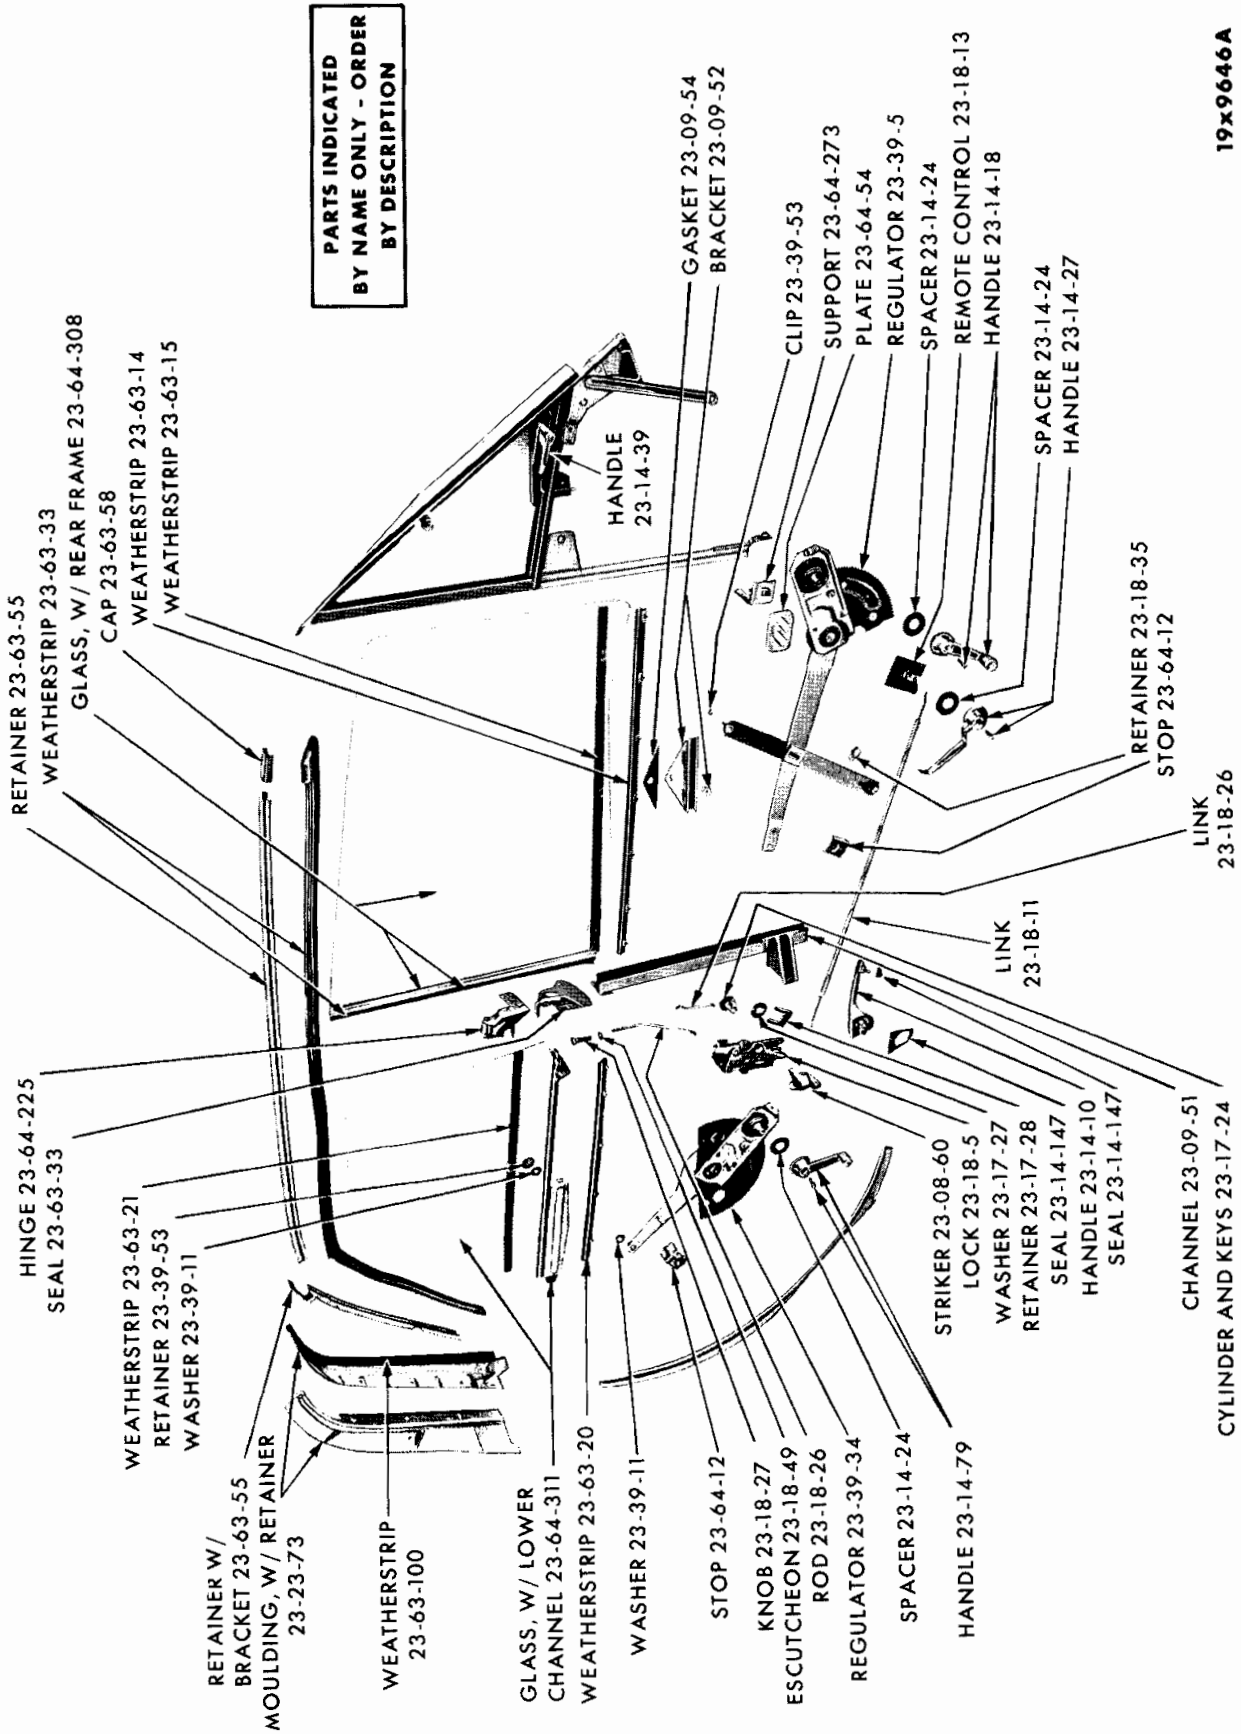 PARTS INDICATED
BY NAME ONLY - ORDER
BY DESCRIPTION
RETAINER 23-63-55
WEATHERSTRIP 23-63-33
GLASS, W/ REAR FRAME 23-64-308
CAP 23-63-58
WEATHERSTRIP 23-63-14
WEATHERSTRIP 23-63-15
HINGE 23-64-225
SEAL 23-63-33
WEATHERSTRIP 23-63-21
RETAINER 23-39-53
WASHER 23-39-11
RETAINER W/
BRACKET 23-63-55
MOULDING, W/ RETAINER
23-23-73
WEATHERSTRIP
23-63-100
GLASS, W/ LOWER
CHANNEL 23-64-311
WEATHERSTRIP 23-63-20
WASHER 23-39-11
STOP 23-64-12
KNOB 23-18-27
ESCUTCHEON 23-18-49
ROD 23-18-26
REGULATOR 23-39-34
SPACER 23-14-24
HANDLE 23-14-79
HANDLE
23-14-39
GASKET 23-09-54
BRACKET 23-09-52
CLIP 23-39-53
SUPPORT 23-64-273
PLATE 23-64-54
REGULATOR 23-39-5
SPACER 23-14-24
REMOTE CONTROL 23-18-13
HANDLE 23-14-18
SPACER 23-14-24
HANDLE 23-14-27
RETAINER 23-18-35
STOP 23-64-12
LINK
23-18-26
LINK
23-18-11
STRIKER 23-08-60
LOCK 23-18-5
WASHER 23-17-27
RETAINER 23-17-28
SEAL 23-14-147
HANDLE 23-14-10
SEAL 23-14-147
CHANNEL 23-09-51
CYLINDER AND KEYS 23-17-24
19x9646A